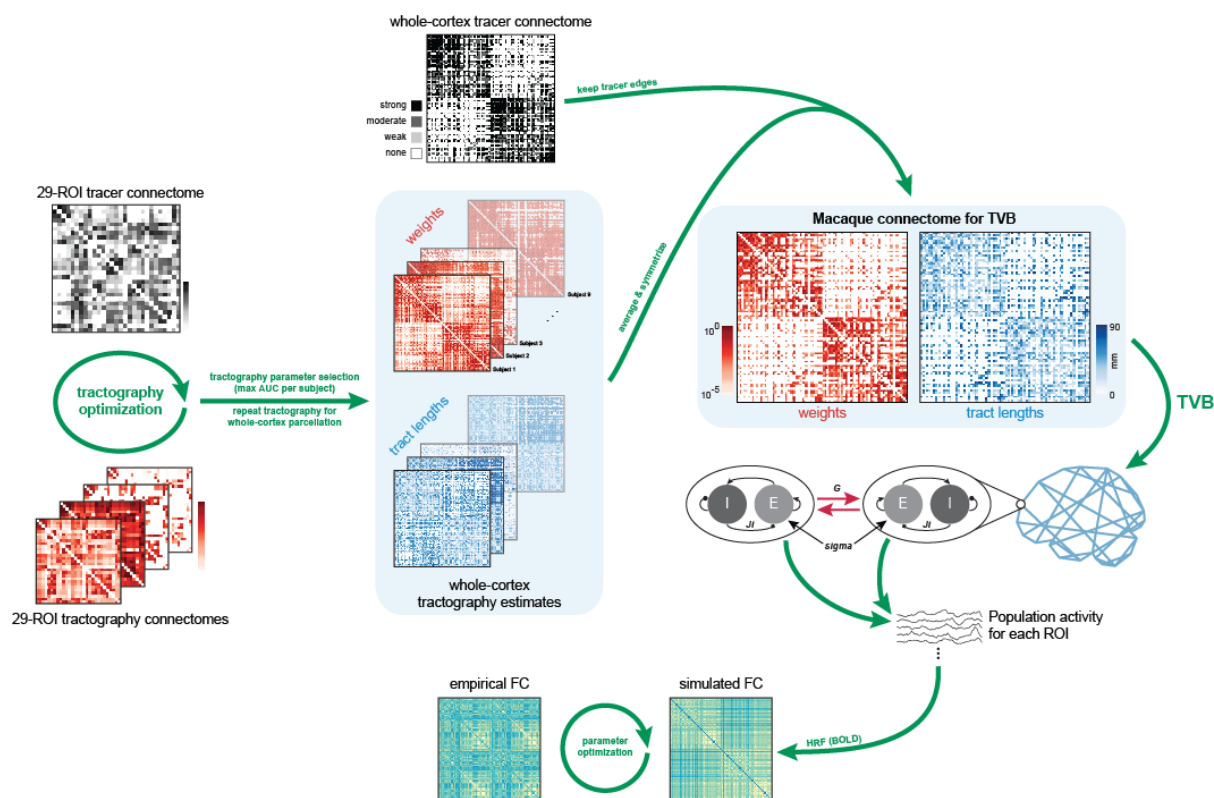 whole-cortex tracer connectome
strong
moderate
weak
none
keep tracer edges
29-ROI tracer connectome
tractography
optimization
29-ROI tractography connectomes
tractography parameter selection
(max AUC per subject)
repeat tractography for
whole-cortex parcellation
weights
Subject 9
Subject 3
Subject 2
Subject 1
tract lengths
whole-cortex
tractography estimates
average & symmetrize
Macaque connectome for TVB
10⁰
10⁻⁵
weights
90
mm
0
tract lengths
TVB
I
E
JI
G
sigma
E
I
JI
Population activity
for each ROI
HRF (BOLD)
empirical FC
parameter
optimization
simulated FC